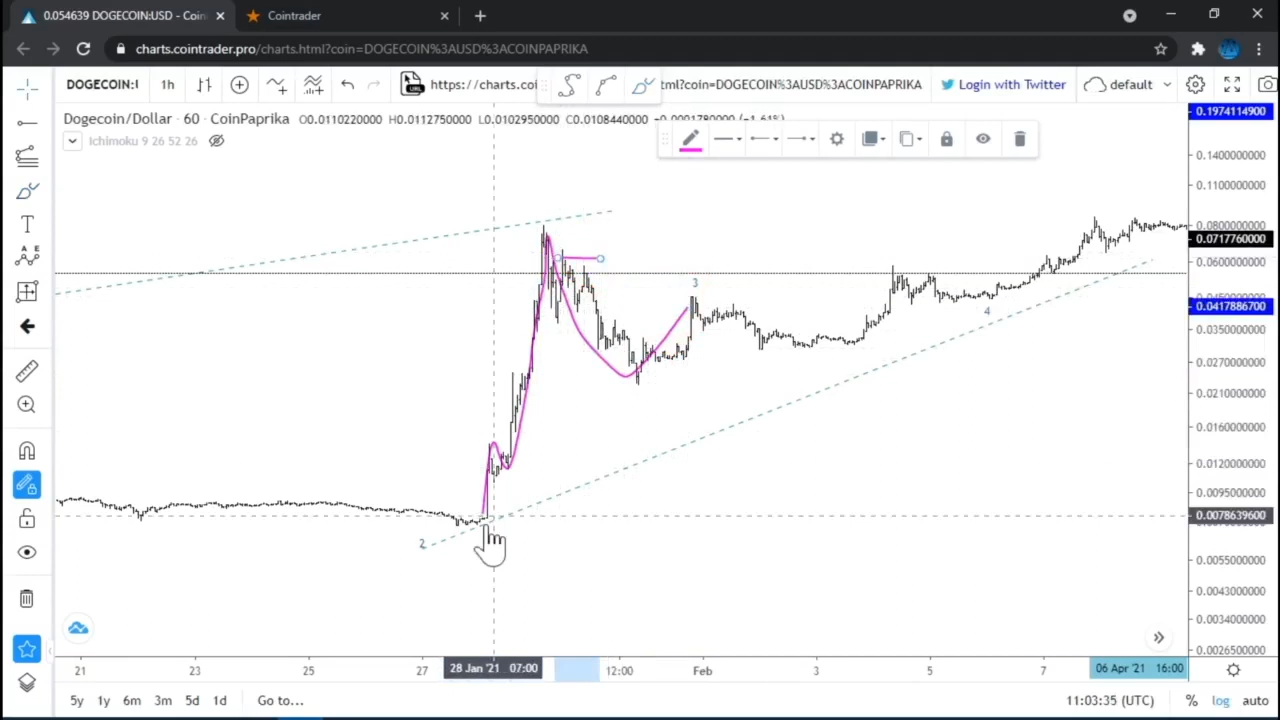 0.054639 DOGECOIN:USD - Coin
Cointrader
charts.cointrader.pro/charts.html?coin=DOGECOIN%3AUSD%3ACOINPAPRIKA
DOGECOIN:I
1h
https://charts.coi
tml?coin=DOGECOIN%3AUSD%3ACOINPAPRIKA
Login with Twitter
default
Dogecoin/Dollar · 60 · CoinPaprika O0.0110220000 H0.0112750000 L0.0107950000 C0.0108440000 −0.0001780000 (−1.61%)
Ichimoku 9 26 52 26
0.1974114900
0.1400000000
0.1100000000
0.0800000000
0.0717760000
0.0600000000
0.0417886700
0.0350000000
0.0270000000
0.0210000000
0.0160000000
0.0120000000
0.0095000000
0.0078639600
0.0055000000
0.0043000000
0.0034000000
0.0026500000
3
4
2
21
23
25
27
28 Jan '21 07:00
12:00
Feb
3
5
7
06 Apr '21 16:00
5y 1y 6m 3m 5d 1d Go to...
11:03:35 (UTC)
% log auto